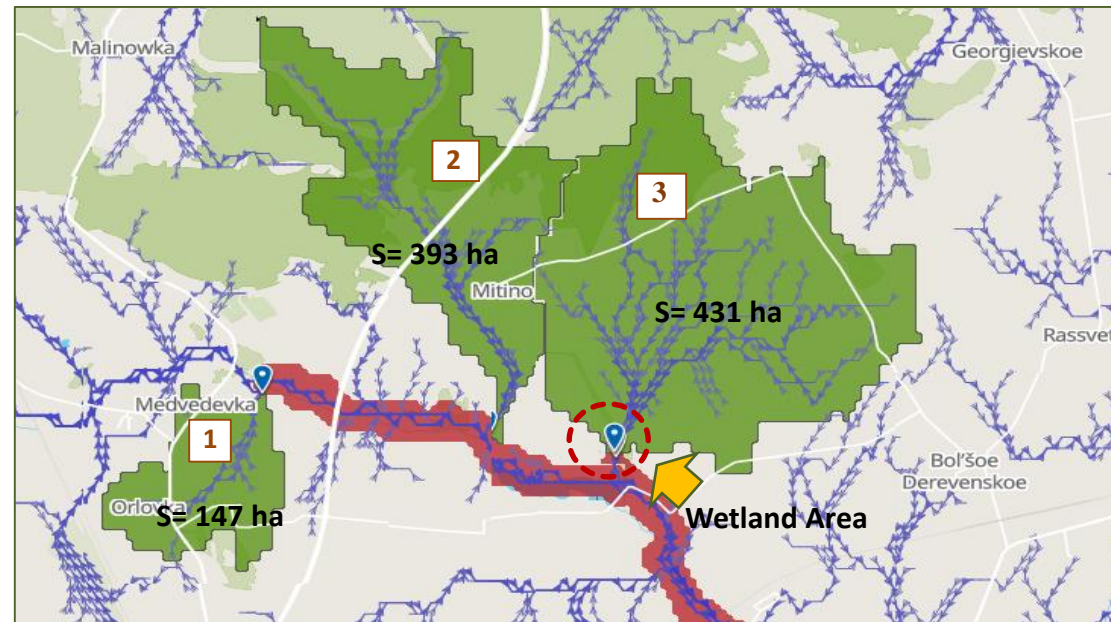 Malinowka
Georgievskoe
2
3
S= 393 ha
Mitino
S= 431 ha
Rassvet
Medvedevka
1
Orlovka
S= 147 ha
Bol'šoe
Derevenskoe
Wetland Area